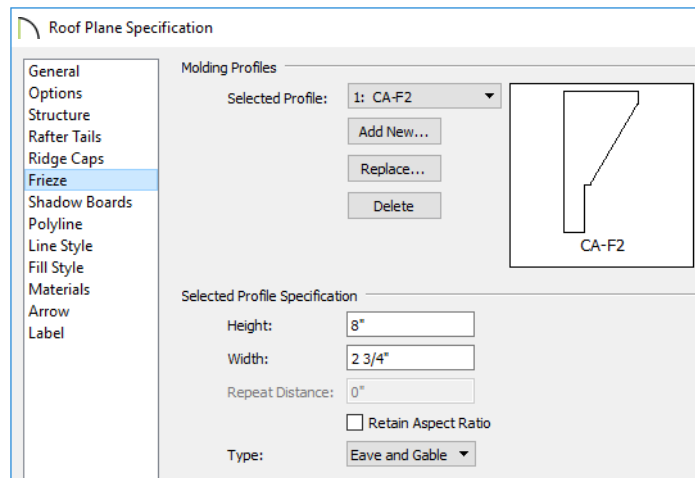 Roof Plane Specification
General
Options
Structure
Rafter Tails
Ridge Caps
Frieze
Shadow Boards
Polyline
Line Style
Fill Style
Materials
Arrow
Label
Molding Profiles
Selected Profile: 1: CA-F2
Add New...
Replace...
Delete
CA-F2
Selected Profile Specification
Height: 8"
Width: 2 3/4"
Repeat Distance: 0"
Retain Aspect Ratio
Type: Eave and Gable